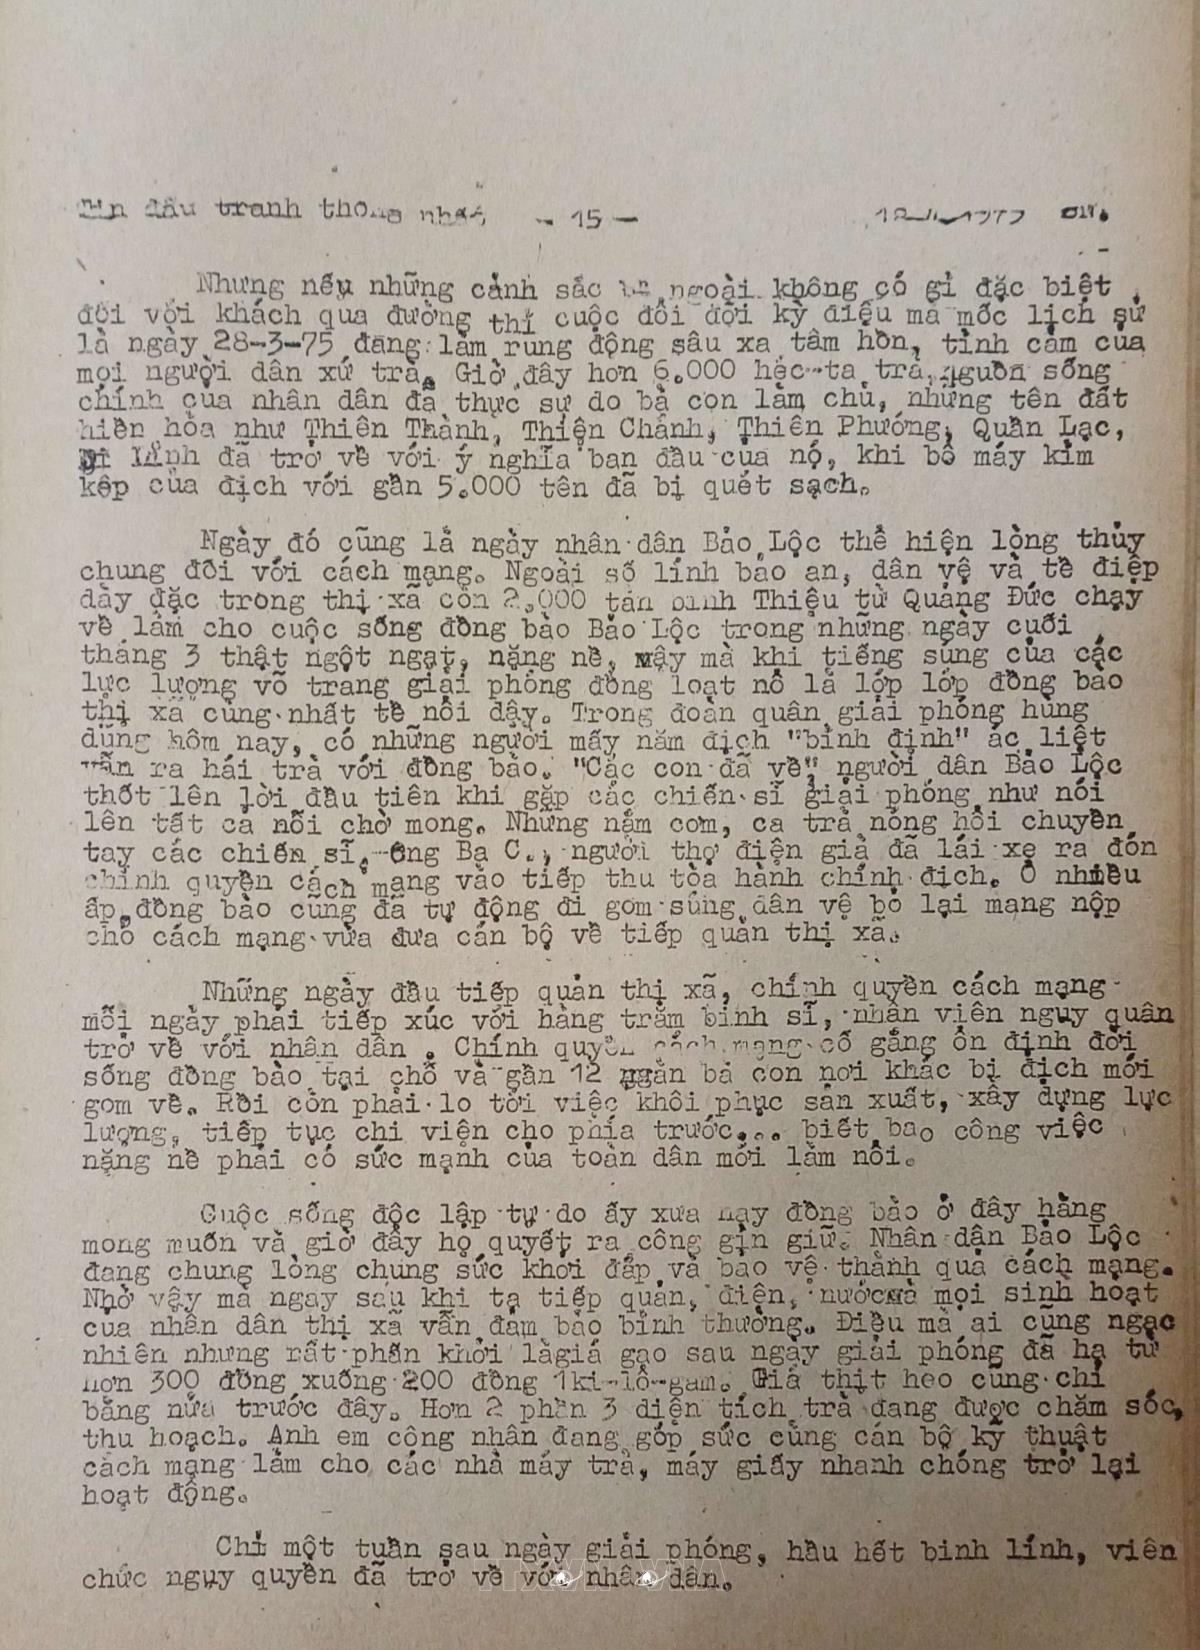 Tin đấu tranh thống nhất - 15 -
Nhưng nếu những cảnh sắc ngoài không có gì đặc biệt
đối với khách qua đường thì cuộc đổi đời kỳ diệu mà mốc lịch sử
là ngày 28-3-75 đang làm rung động sâu xa tâm hồn, tình cảm của
mọi người dân xứ trà. Giờ đây hơn 6.000 héc-ta trà, nguồn sống
chính của nhân dân đã thực sự do bà con làm chủ, những tên đất
hiền hòa như Thiên Thành, Thiện Chánh, Thiên Phướng, Quần Lạc,
Di Linh đã trở về với ý nghĩa ban đầu của nó, khi bộ máy kìm
kẹp của địch với gần 5.000 tên đã bị quét sạch.
Ngày đó cũng là ngày nhân dân Bảo Lộc thể hiện lòng thủy
chung đối với cách mạng. Ngoài số lính bảo an, dân vệ và tề điệp
dày đặc trong thị xã còn 2.000 tàn binh Thiệu từ Quảng Đức chạy
về làm cho cuộc sống đồng bào Bảo Lộc trong những ngày cuối
tháng 3 thật ngột ngạt, nặng nề, vậy mà khi tiếng súng của các
lực lượng võ trang giải phóng đồng loạt nổ là lớp lớp đồng bào
thị xã cùng nhất tề nổi dậy. Trong đoàn quân giải phóng hùng
dũng hôm nay, có những người mấy năm địch "bình định" ác liệt
vẫn ra hái trà với đồng bào. "Các con đã về", người dân Bảo Lộc
thốt lên lời đầu tiên khi gặp các chiến sĩ giải phóng như nói
lên tất cả nỗi chờ mong. Những nắm cơm, ca trà nóng hổi chuyền
tay các chiến sĩ. Ông Ba C., người thợ điện già đã lái xe ra đón
chính quyền cách mạng vào tiếp thu tòa hành chính địch. Ở nhiều
ấp, đồng bào cũng đã tự động đi gom súng dân vệ bỏ lại mang nộp
cho cách mạng vừa đưa cán bộ về tiếp quản thị xã.
Những ngày đầu tiếp quản thị xã, chính quyền cách mạng
mỗi ngày phải tiếp xúc với hàng trăm binh sĩ, nhân viên ngụy quân
trở về với nhân dân . Chính quyền cách mạng cố gắng ổn định đời
sống đồng bào tại chỗ và gần 12 ngàn bà con nơi khác bị địch mới
gom về. Rồi còn phải lo tới việc khôi phục sản xuất, xây dựng lực
lượng, tiếp tục chi viện cho phía trước... biết bao công việc
nặng nề phải có sức mạnh của toàn dân mới làm nổi.
Cuộc sống độc lập tự do ấy xưa nay đồng bào ở đây hằng
mong muốn và giờ đây họ quyết ra công gìn giữ. Nhân dân Bảo Lộc
đang chung lòng chung sức khơi đắp và bảo vệ thành quả cách mạng.
Nhờ vậy mà ngay sau khi ta tiếp quản, điện, nước và mọi sinh hoạt
của nhân dân thị xã vẫn đảm bảo bình thường. Điều mà ai cũng ngạc
nhiên nhưng rất phấn khởi làgiá gạo sau ngày giải phóng đã hạ từ
hơn 300 đồng xuống 200 đồng 1ki-lô-gam. Giá thịt heo cũng chỉ
bằng nửa trước đây. Hơn 2 phần 3 diện tích trà đang được chăm sóc,
thu hoạch. Anh em công nhân đang góp sức cùng cán bộ kỹ thuật
cách mạng làm cho các nhà máy trà, máy giấy nhanh chóng trở lại
hoạt động.
Chỉ một tuần sau ngày giải phóng, hầu hết binh lính, viên
chức ngụy quyền đã trở về với nhân dân.